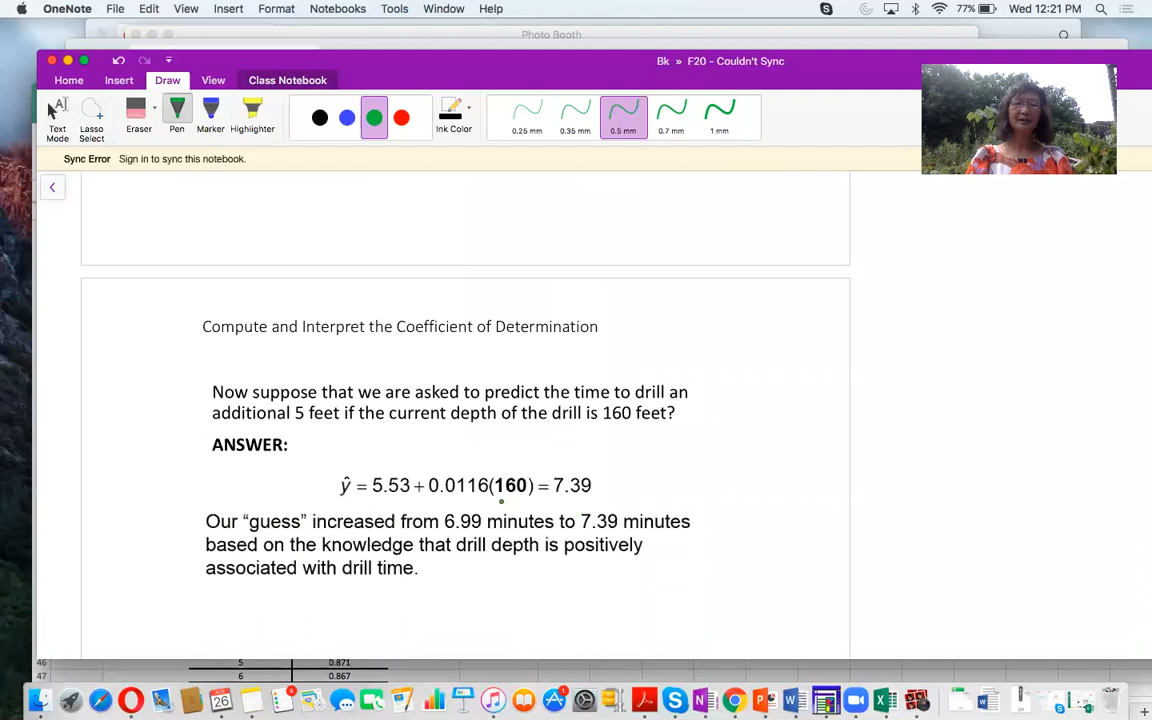 OneNote File Edit View Insert Format Notebooks Tools Window Help 77% Wed 12:21 PM
Photo Booth
Bk » F20 - Couldn't Sync
Home Insert Draw View Class Notebook
Text Mode
Lasso Select
Eraser
Pen
Marker
Highlighter
Ink Color
0.25 mm
0.35 mm
0.5 mm
0.7 mm
1 mm
Sync Error Sign in to sync this notebook.
Compute and Interpret the Coefficient of Determination
Now suppose that we are asked to predict the time to drill an
additional 5 feet if the current depth of the drill is 160 feet?
ANSWER:
ŷ = 5.53 + 0.0116(160) = 7.39
Our “guess” increased from 6.99 minutes to 7.39 minutes
based on the knowledge that drill depth is positively
associated with drill time.
46 5 0.871
47 6 0.867